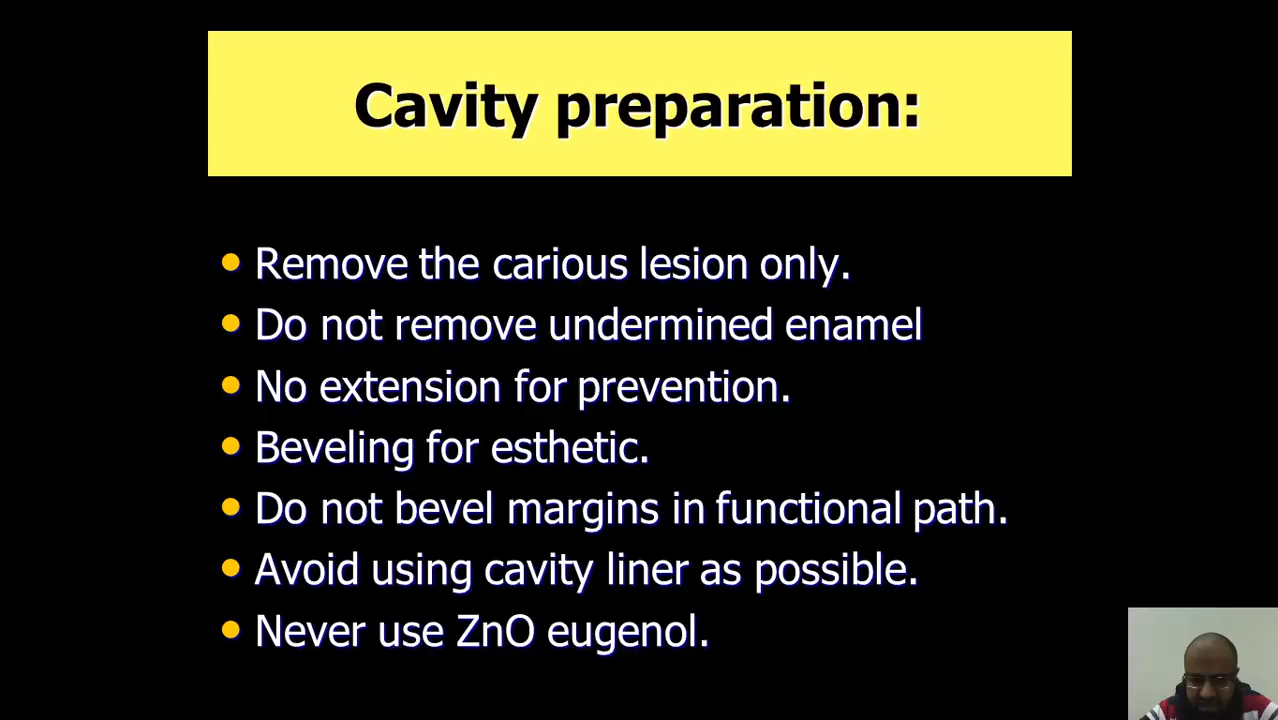 Cavity preparation:
Remove the carious lesion only.
Do not remove undermined enamel
No extension for prevention.
Beveling for esthetic.
Do not bevel margins in functional path.
Avoid using cavity liner as possible.
Never use ZnO eugenol.